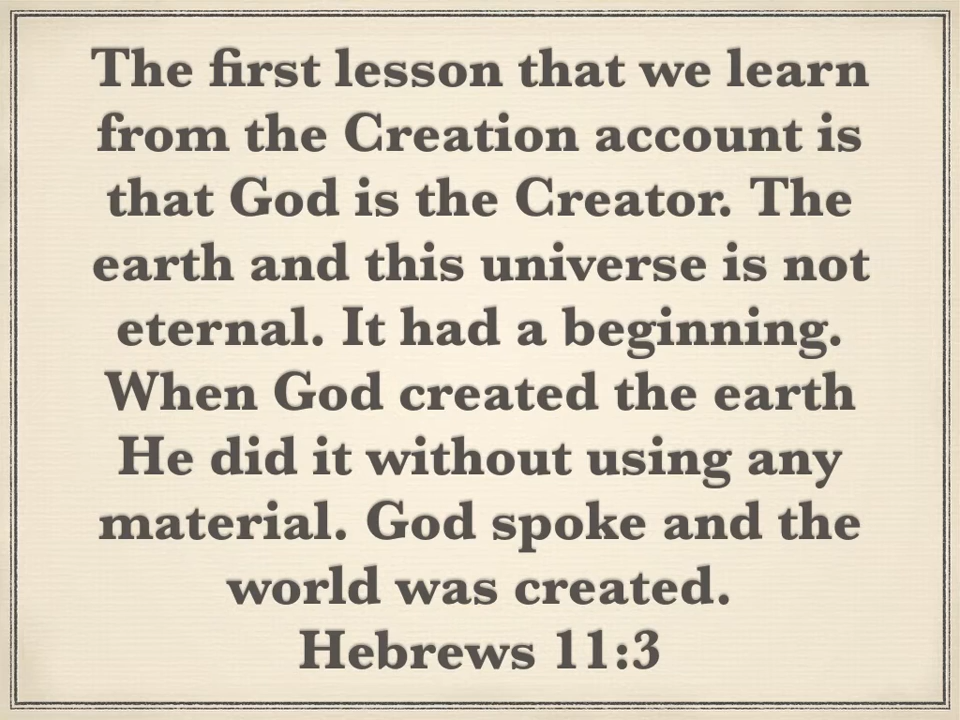 The first lesson that we learn
from the Creation account is
that God is the Creator. The
earth and this universe is not
eternal. It had a beginning.
When God created the earth
He did it without using any
material. God spoke and the
world was created.
Hebrews 11:3